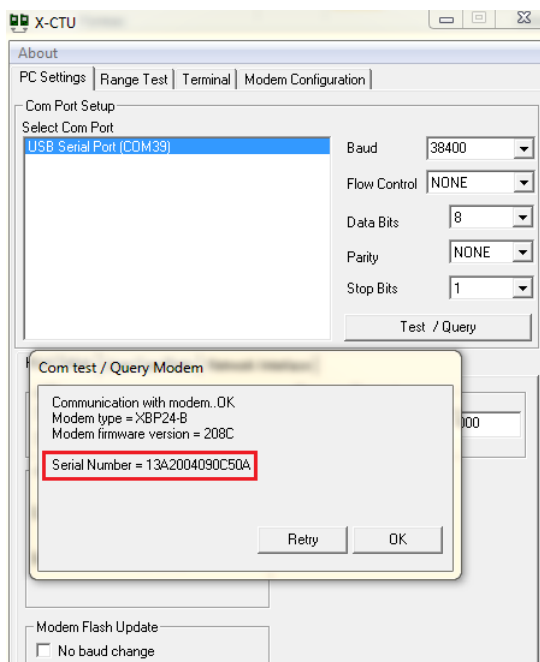 X-CTU
About
PC Settings Range Test Terminal Modem Configuration
Com Port Setup
Select Com Port
USB Serial Port (COM39)
Baud 38400
Flow Control NONE
Data Bits 8
Parity NONE
Stop Bits 1
Test / Query
Com test / Query Modem
Communication with modem..OK
Modem type = XBP24-B
Modem firmware version = 208C
Serial Number = 13A2004090C50A
Retry OK
Modem Flash Update
No baud change